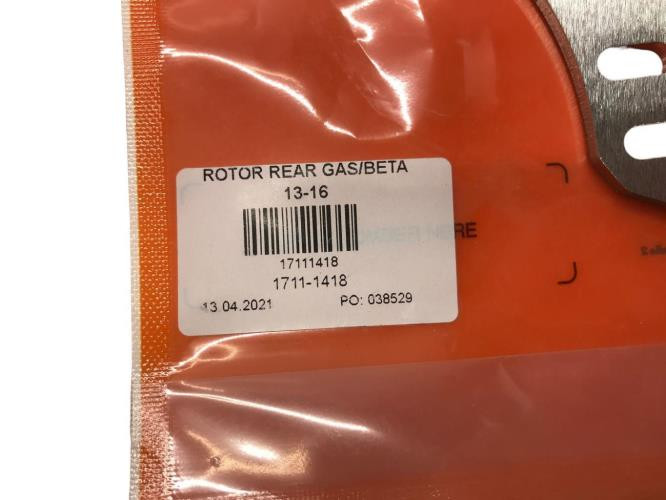 ROTOR REAR GAS/BETA
13-16
17111418
1711-1418
13.04.2021 PO: 038529